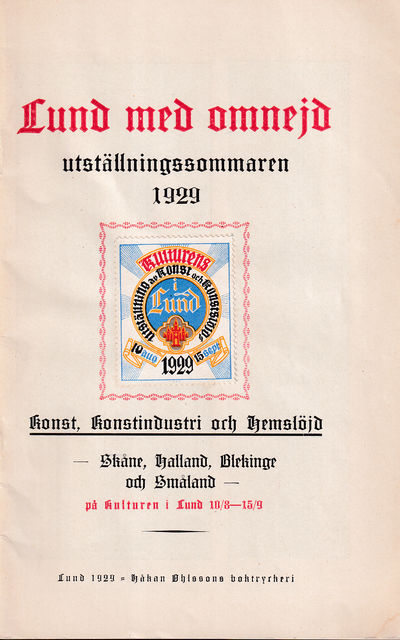 Lund med omnejd
utställningssommaren
1929
Kulturens
Utställning av Konst och Konstslöjd
i
Lund
10 aug 15 sept
1929
Konst, Konstindustri och Hemslöjd
— Skåne, Halland, Blekinge
och Småland —
på Kulturen i Lund 10/8—15/9
Lund 1929 = Håkan Ohlssons boktryckeri